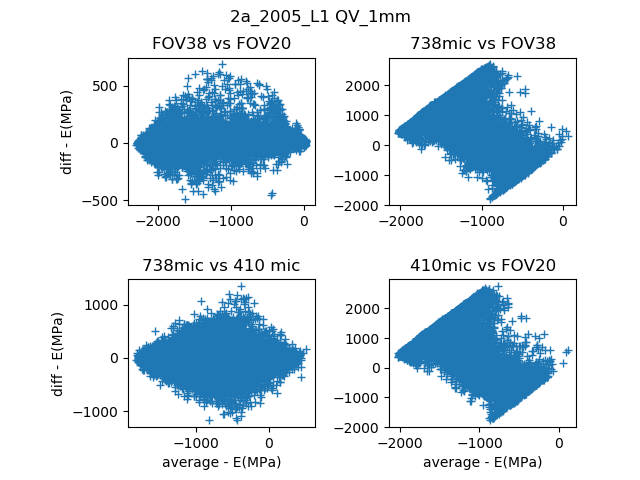 2a_2005_L1 QV_1mm
FOV38 vs FOV20
500
0
−500
−2000 −1000 0
diff - E(MPa)
738mic vs FOV38
2000
1000
0
−1000
−2000
−2000 −1000 0
738mic vs 410 mic
1000
0
−1000
−1000 0
diff - E(MPa)
average - E(MPa)
410mic vs FOV20
2000
1000
0
−1000
−2000
−2000 −1000 0
average - E(MPa)